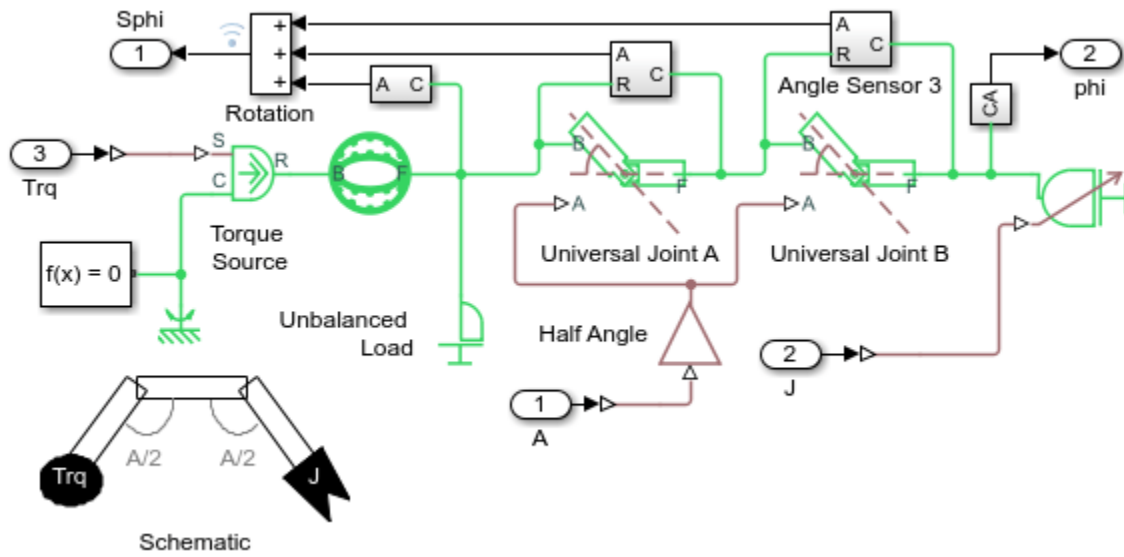 Sphi
1
+
+
+
Rotation
A C
A
R
C
A
R
C
Angle Sensor 3
2
phi
CA
3
Trq
S
C
R
B
F
B
A
F
B
A
F
Torque
Source
f(x) = 0
Universal Joint A
Universal Joint B
Unbalanced
Load
Half Angle
2
J
1
A
A/2
A/2
Trq
J
Schematic